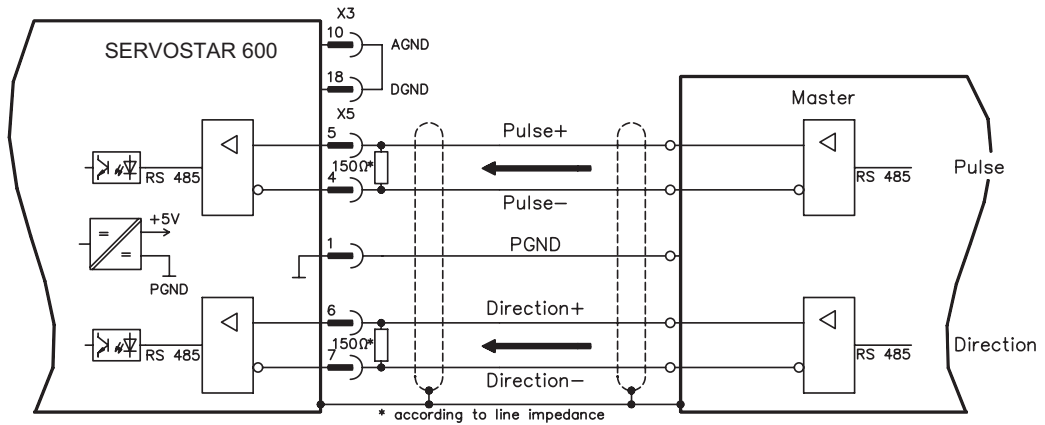 X3
10
AGND
SERVOSTAR 600
18
DGND
Master
X5
5
Pulse+
150Ω*
RS 485
RS 485
Pulse
4
Pulse−
+5V
=
=
1
PGND
PGND
Direction+
6
150Ω*
RS 485
RS 485
Direction
7
Direction−
* according to line impedance